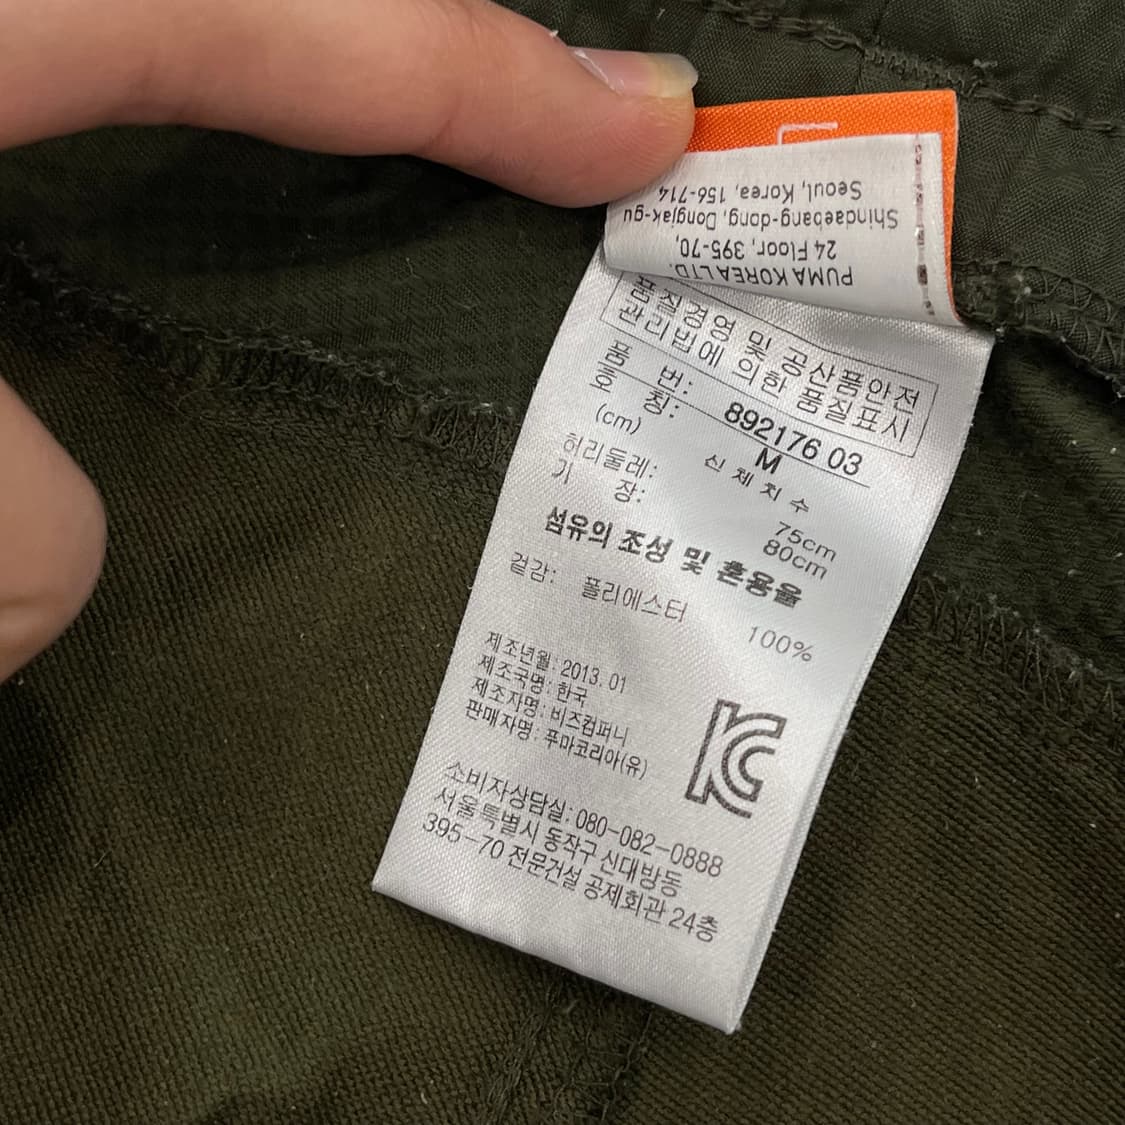 PUMA KOREA LTD.
24 Floor, 395-70,
Shindaebang-dong, Dongjak-gu
Seoul, Korea, 156-714
품질경영 및 공산품안전
관리법에 의한 품질표시
품 번: 892176 03
호 칭: M
(cm) 신체치수
허리둘레: 75cm
기 장: 80cm
섬유의 조성 및 혼용율
겉감: 폴리에스터 100%
제조년월: 2013. 01
제조국명: 한국
제조자명: 비즈컴퍼니
판매자명: 푸마코리아(유)
소비자상담실: 080-082-0888
서울특별시 동작구 신대방동
395-70 전문건설 공제회관 24층